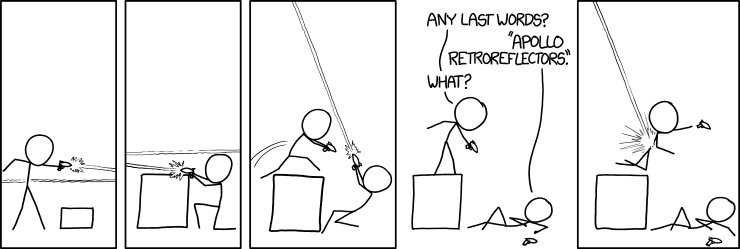 ANY LAST WORDS?
"APOLLO
RETROREFLECTORS."
WHAT?